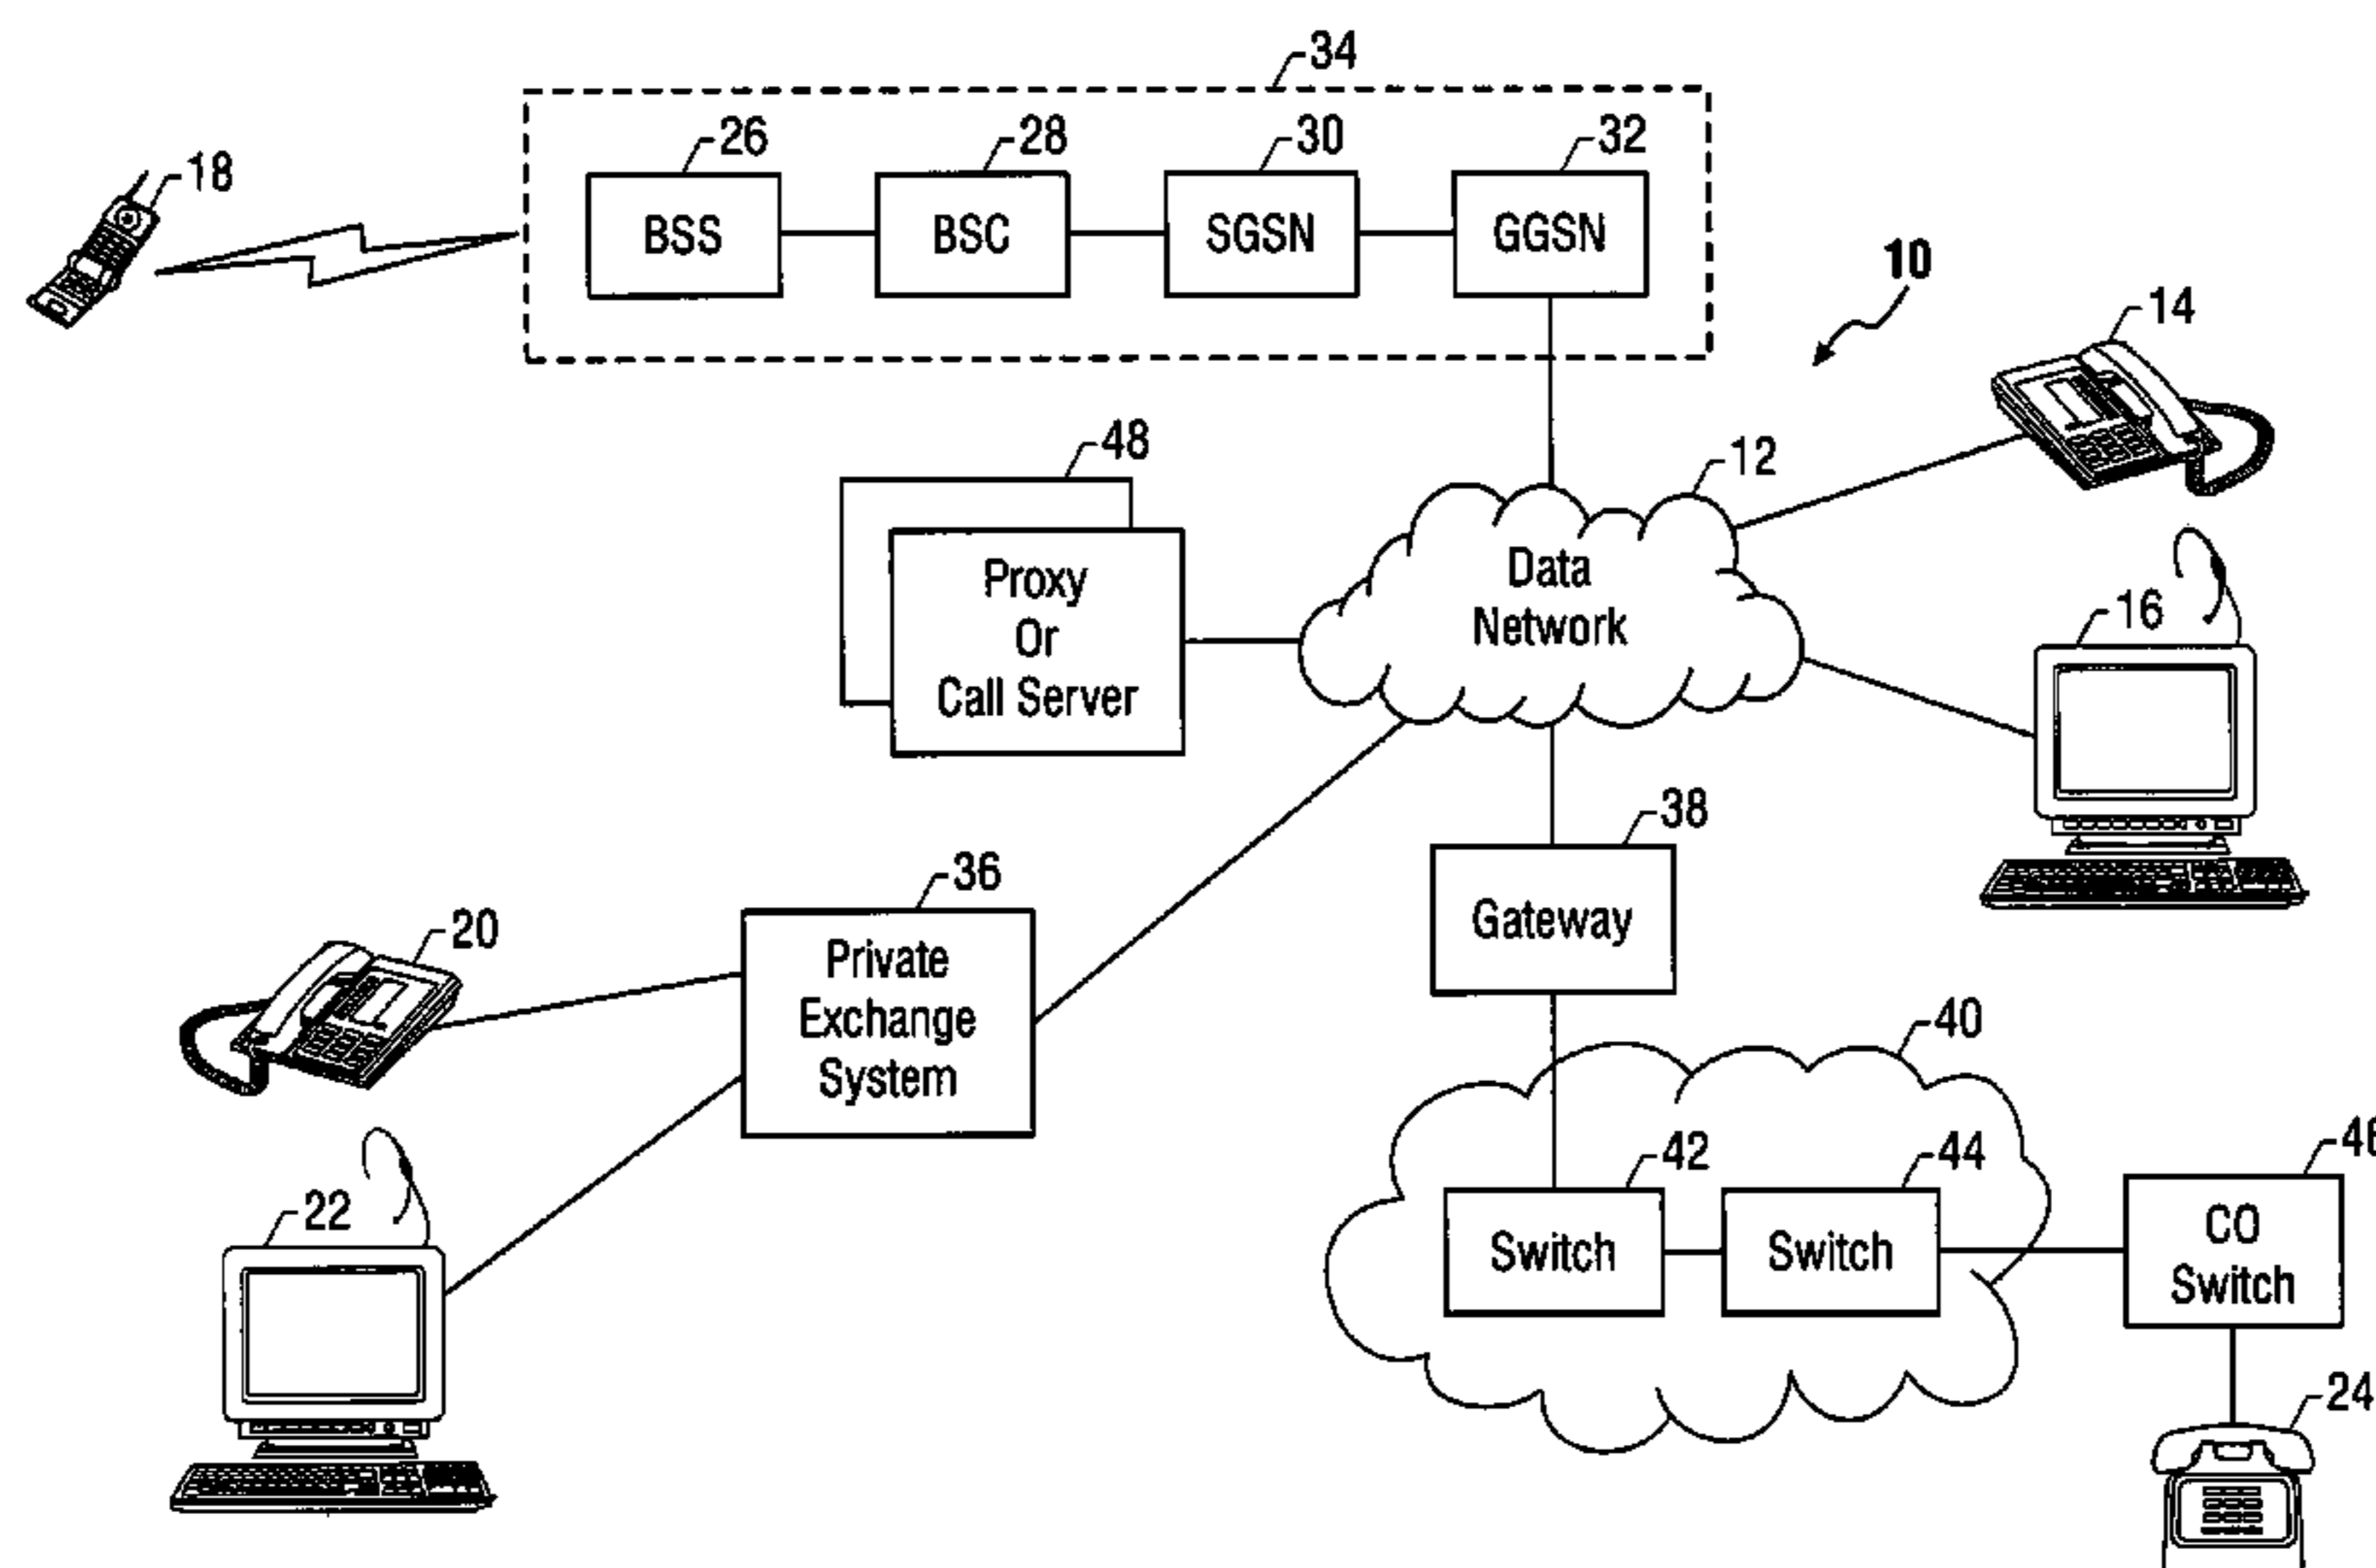 34
26
28
30
32
18
BSS
BSC
SGSN
GGSN
10
14
48
12
Proxy
Or
Call Server
Data
Network
16
38
Gateway
36
Private
Exchange
System
20
40
42
44
46
Switch
Switch
CO
Switch
22
24